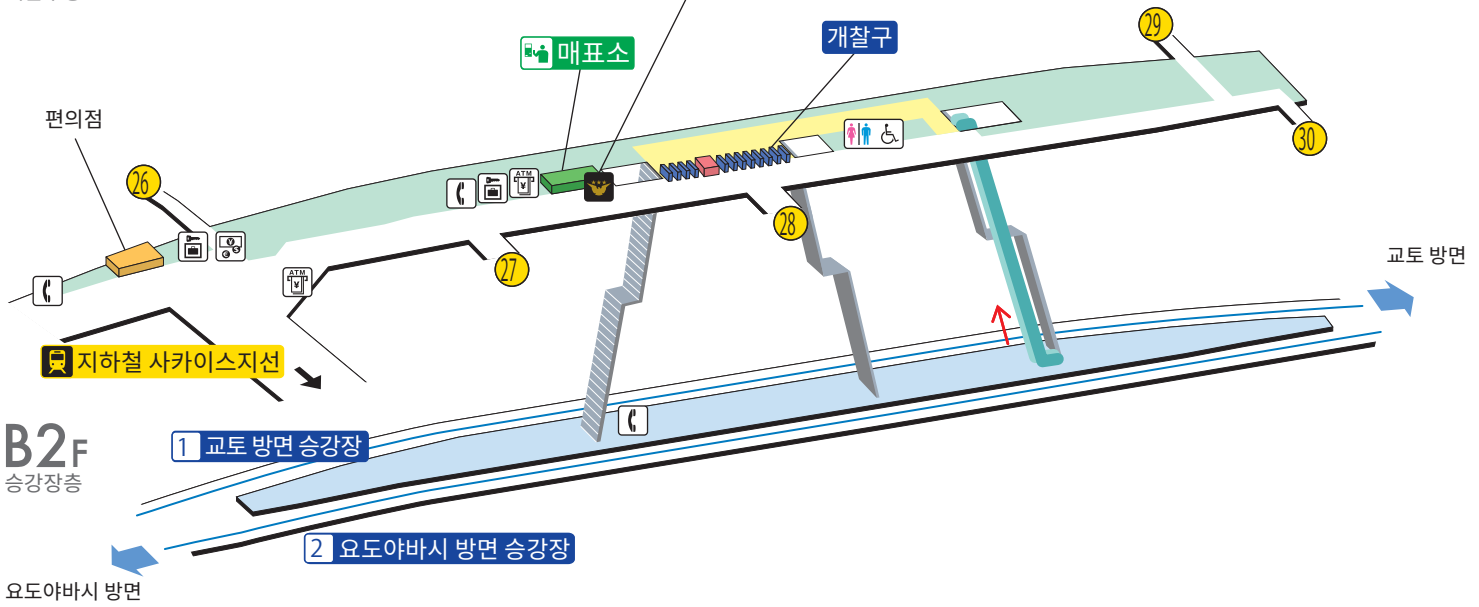 29
매표소
개찰구
편의점
ATM
¥
30
26
28
27
ATM
¥
교토 방면
지하철 사카이스지선
B2F
승강장층
1 교토 방면 승강장
2 요도야바시 방면 승강장
요도야바시 방면